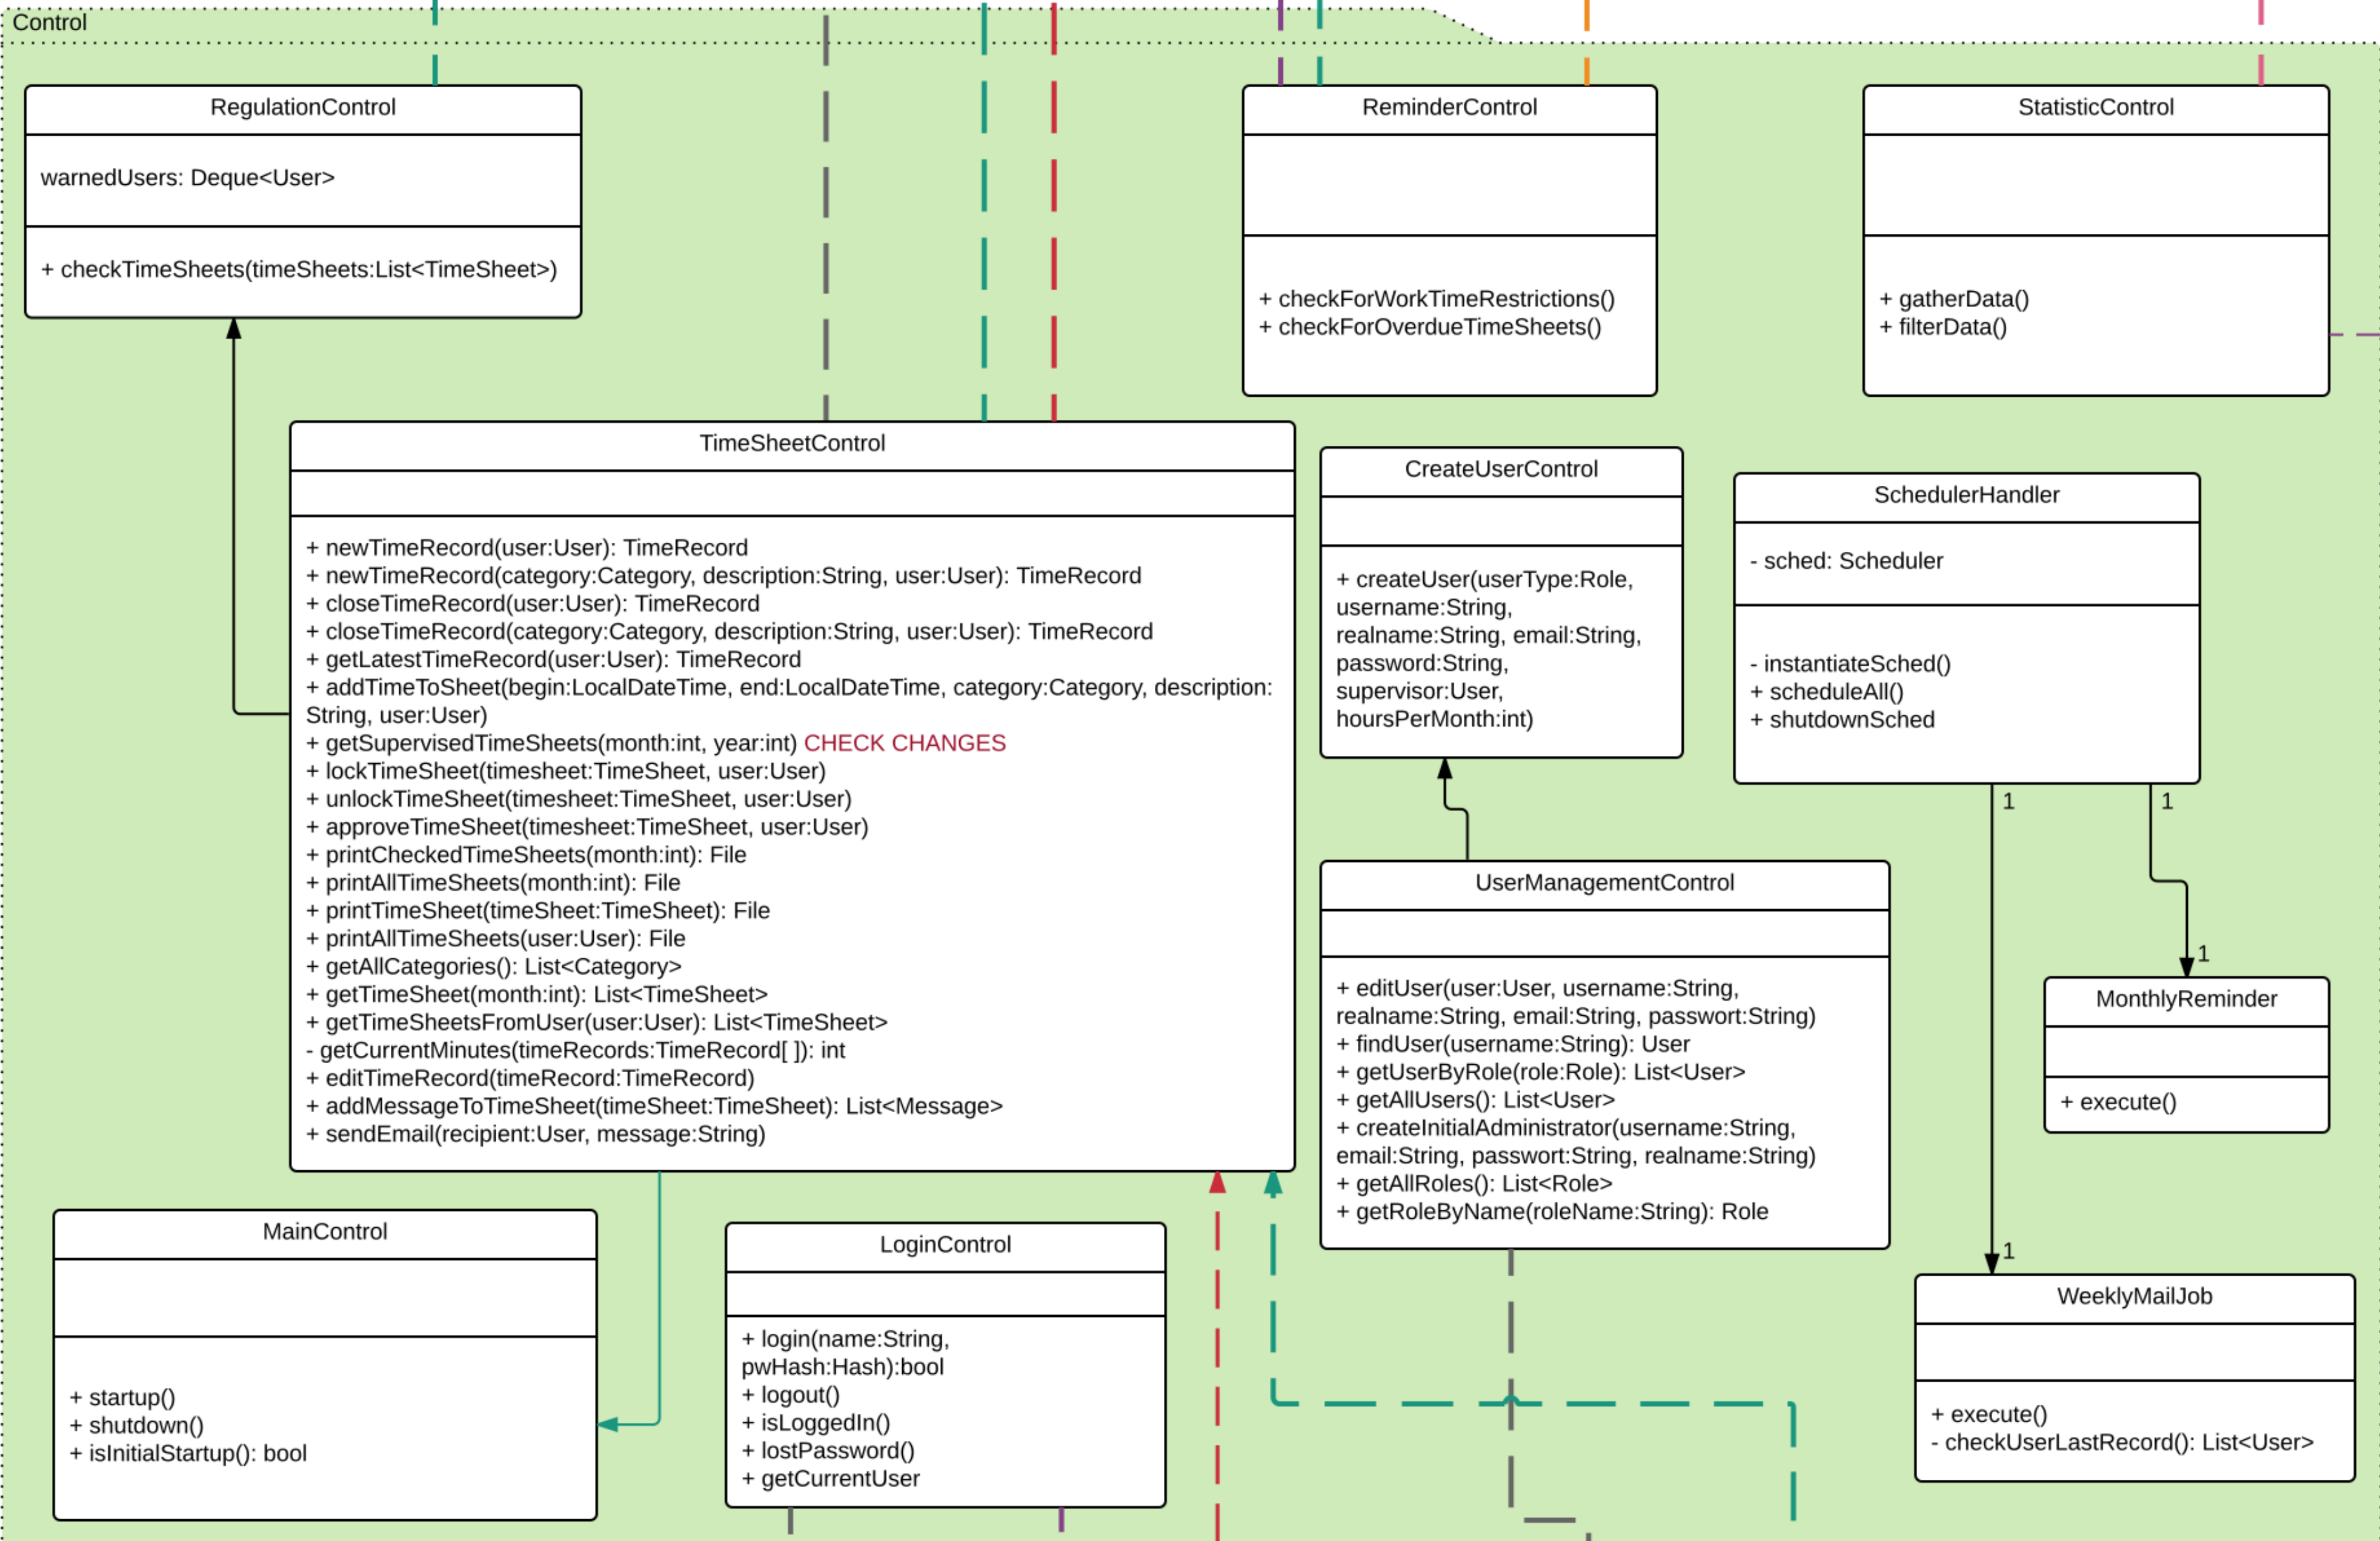 Control
RegulationControl
warnedUsers: Deque<User>
+ checkTimeSheets(timeSheets:List<TimeSheet>)
ReminderControl
+ checkForWorkTimeRestrictions()
+ checkForOverdueTimeSheets()
StatisticControl
+ gatherData()
+ filterData()
TimeSheetControl
+ newTimeRecord(user:User): TimeRecord
+ newTimeRecord(category:Category, description:String, user:User): TimeRecord
+ closeTimeRecord(user:User): TimeRecord
+ closeTimeRecord(category:Category, description:String, user:User): TimeRecord
+ getLatestTimeRecord(user:User): TimeRecord
+ addTimeToSheet(begin:LocalDateTime, end:LocalDateTime, category:Category, description:
String, user:User)
+ getSupervisedTimeSheets(month:int, year:int) CHECK CHANGES
+ lockTimeSheet(timesheet:TimeSheet, user:User)
+ unlockTimeSheet(timesheet:TimeSheet, user:User)
+ approveTimeSheet(timesheet:TimeSheet, user:User)
+ printCheckedTimeSheets(month:int): File
+ printAllTimeSheets(month:int): File
+ printTimeSheet(timeSheet:TimeSheet): File
+ printAllTimeSheets(user:User): File
+ getAllCategories(): List<Category>
+ getTimeSheet(month:int): List<TimeSheet>
+ getTimeSheetsFromUser(user:User): List<TimeSheet>
- getCurrentMinutes(timeRecords:TimeRecord[ ]): int
+ editTimeRecord(timeRecord:TimeRecord)
+ addMessageToTimeSheet(timeSheet:TimeSheet): List<Message>
+ sendEmail(recipient:User, message:String)
CreateUserControl
+ createUser(userType:Role,
username:String,
realname:String, email:String,
password:String,
supervisor:User,
hoursPerMonth:int)
SchedulerHandler
- sched: Scheduler
- instantiateSched()
+ scheduleAll()
+ shutdownSched
1
1
UserManagementControl
+ editUser(user:User, username:String,
realname:String, email:String, passwort:String)
+ findUser(username:String): User
+ getUserByRole(role:Role): List<User>
+ getAllUsers(): List<User>
+ createInitialAdministrator(username:String,
email:String, passwort:String, realname:String)
+ getAllRoles(): List<Role>
+ getRoleByName(roleName:String): Role
1
MonthlyReminder
+ execute()
MainControl
+ startup()
+ shutdown()
+ isInitialStartup(): bool
LoginControl
+ login(name:String,
pwHash:Hash):bool
+ logout()
+ isLoggedIn()
+ lostPassword()
+ getCurrentUser
1
WeeklyMailJob
+ execute()
- checkUserLastRecord(): List<User>